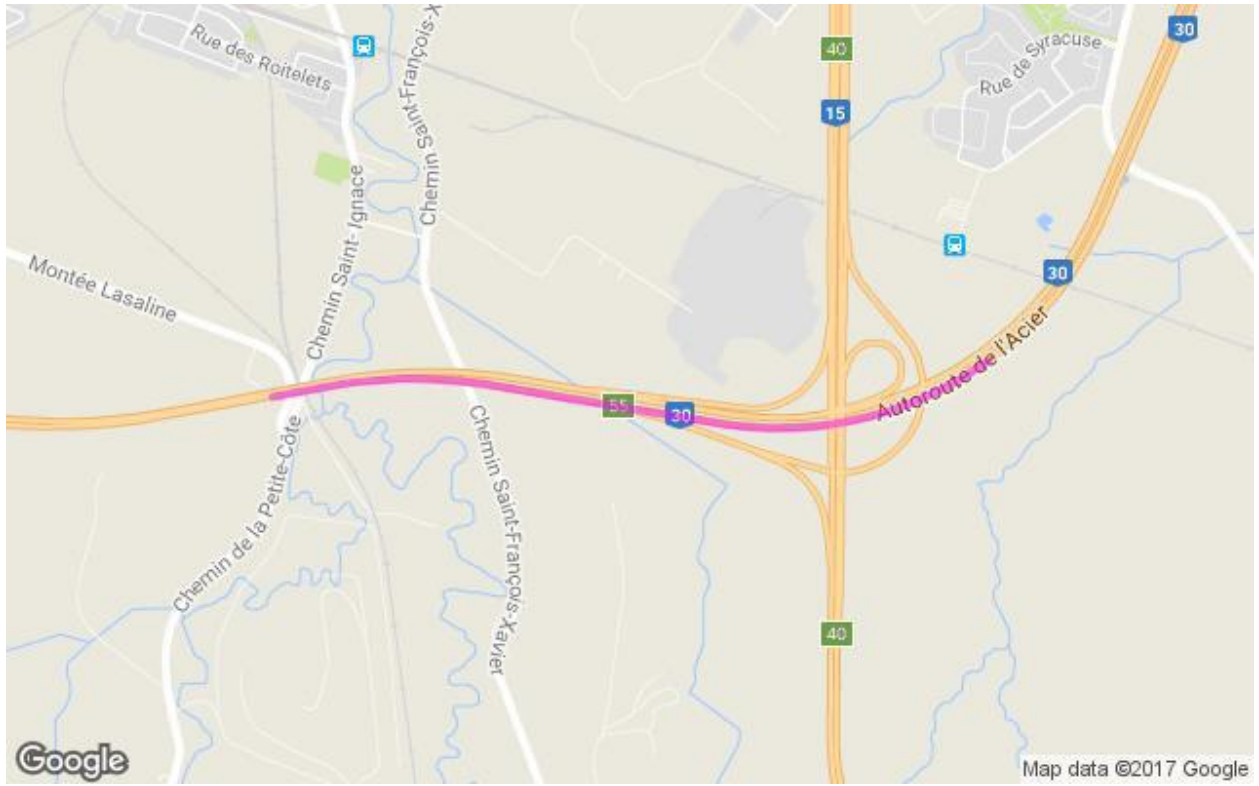 Rue des Roitelets
Chemin Saint-François-X
40
Rue de Syracuse
30
15
Chemin Saint- Ignace
Montée Lasaline
30
Autoroute de l'Acier
55
30
Chemin Saint-François-Xavier
Chemin de la Petite-Côte
40
Google
Map data ©2017 Google